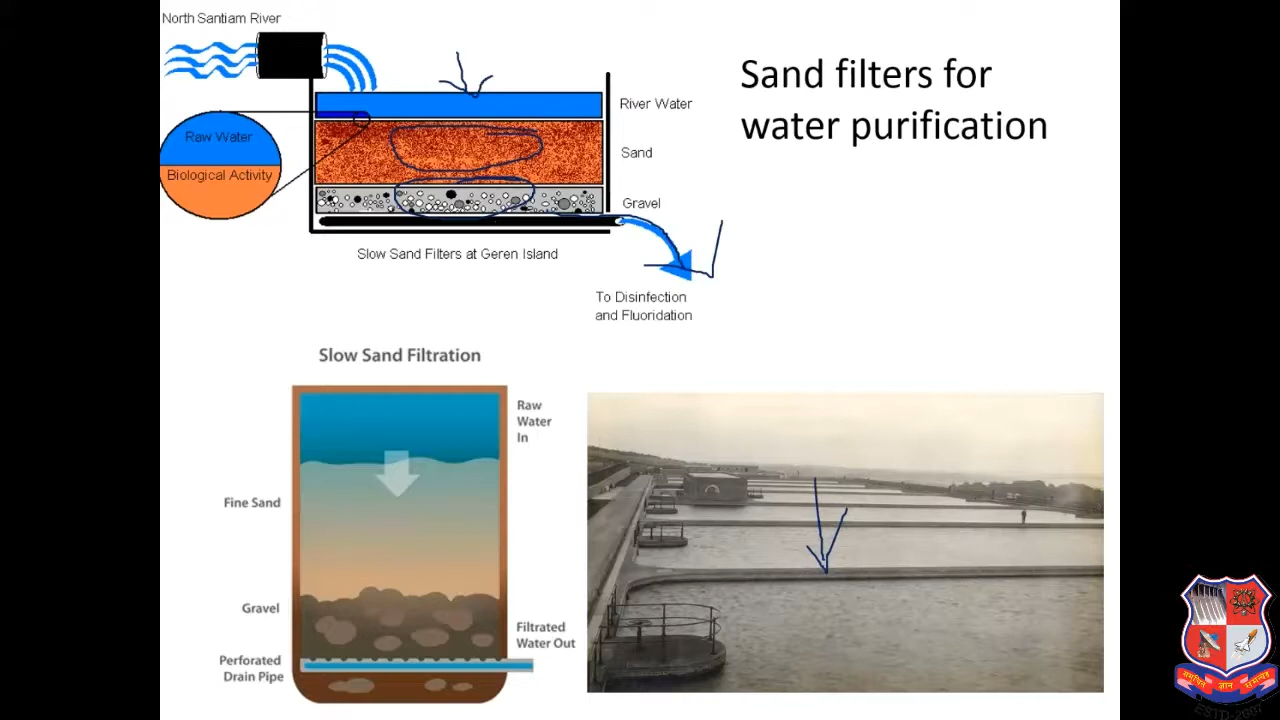 North Santiam River
Sand filters for
water purification
River Water
Raw Water
Biological Activity
Sand
Gravel
Slow Sand Filters at Geren Island
To Disinfection
and Fluoridation
Slow Sand Filtration
Raw
Water
In
Fine Sand
Gravel
Filtrated
Water Out
Perforated
Drain Pipe